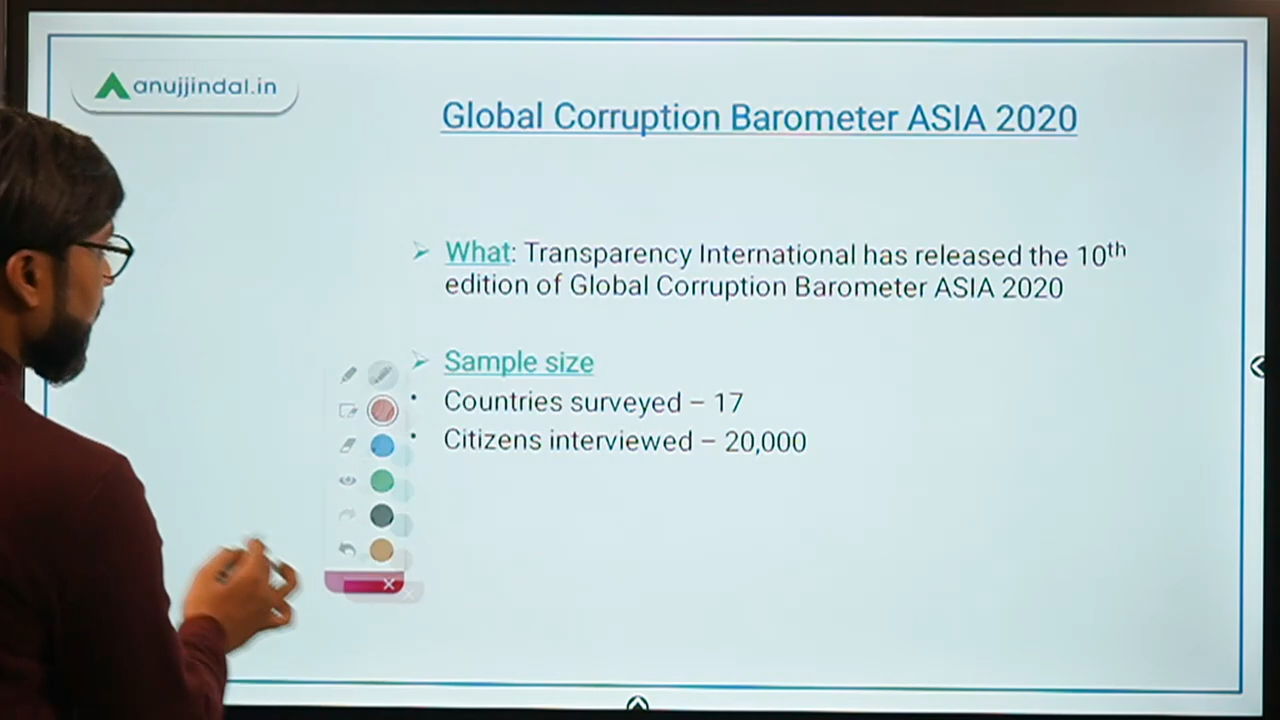 anujjindal.in
Global Corruption Barometer ASIA 2020
What: Transparency International has released the 10th
edition of Global Corruption Barometer ASIA 2020
Sample size
Countries surveyed – 17
Citizens interviewed – 20,000